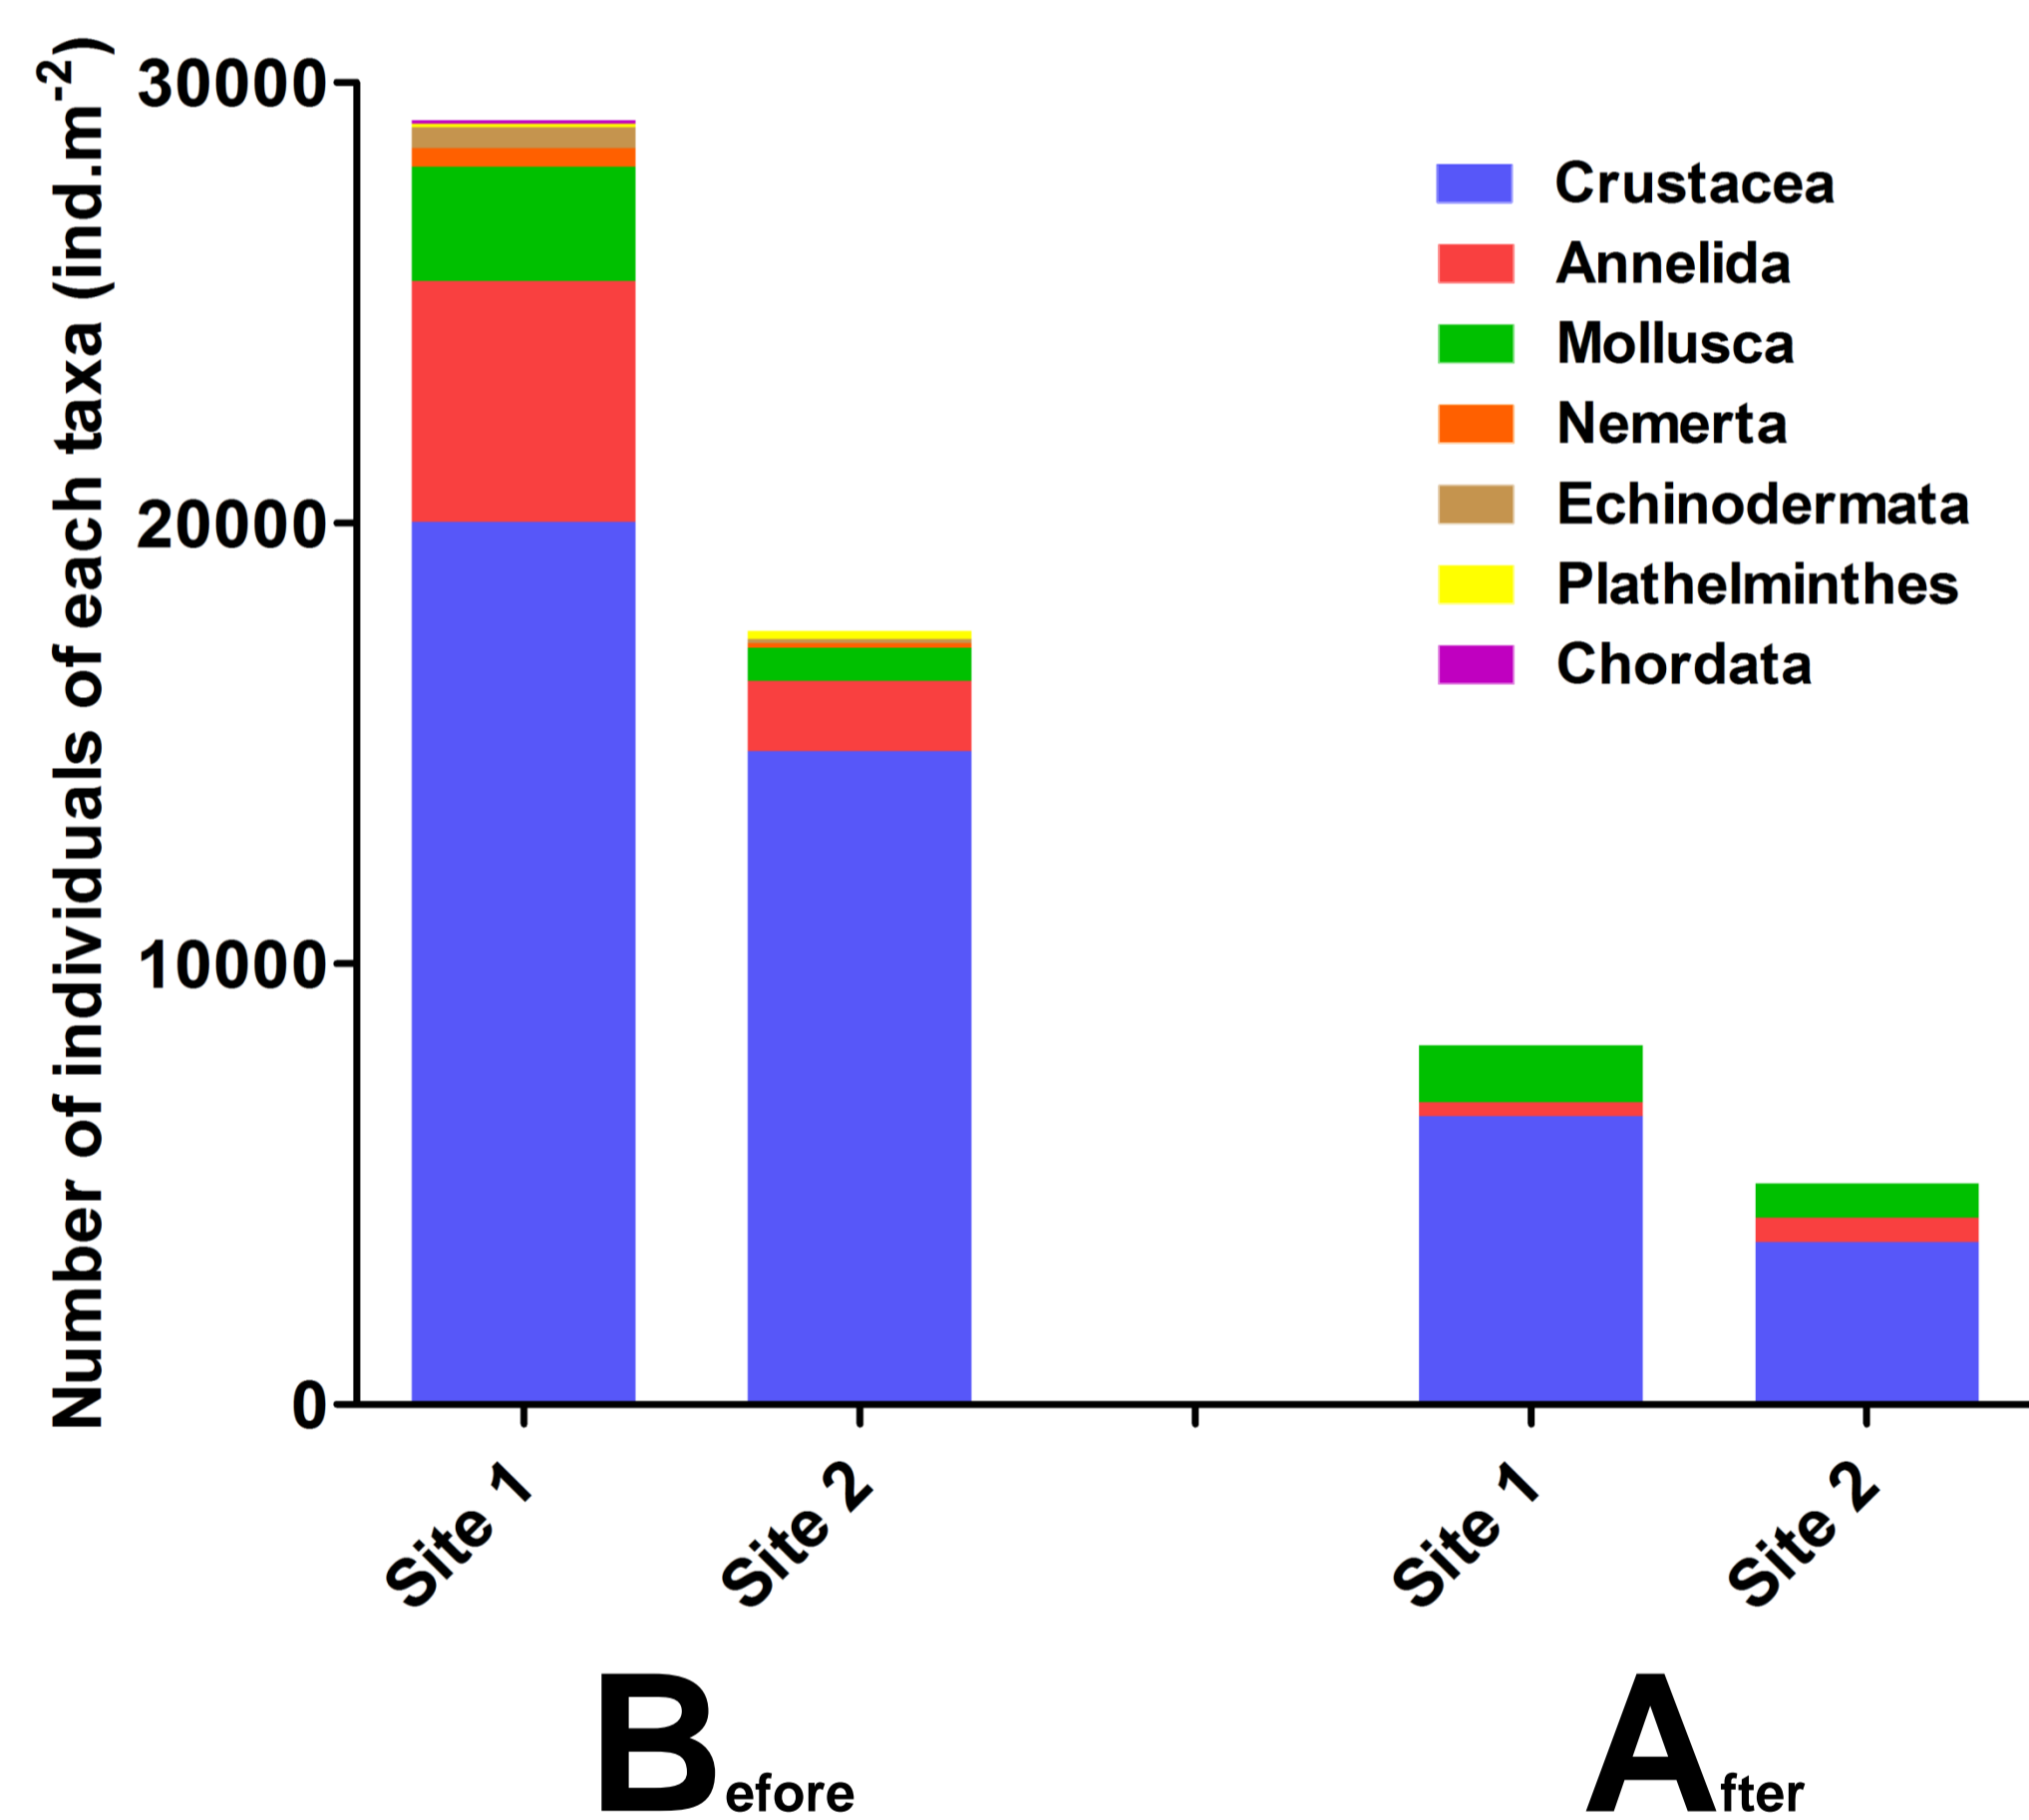 Number of individuals of each taxa (ind.m-2)
30000
20000
10000
0
Crustacea
Annelida
Mollusca
Nemerta
Echinodermata
Plathelminthes
Chordata
Site 1
Site 2
Site 1
Site 2
Before
After